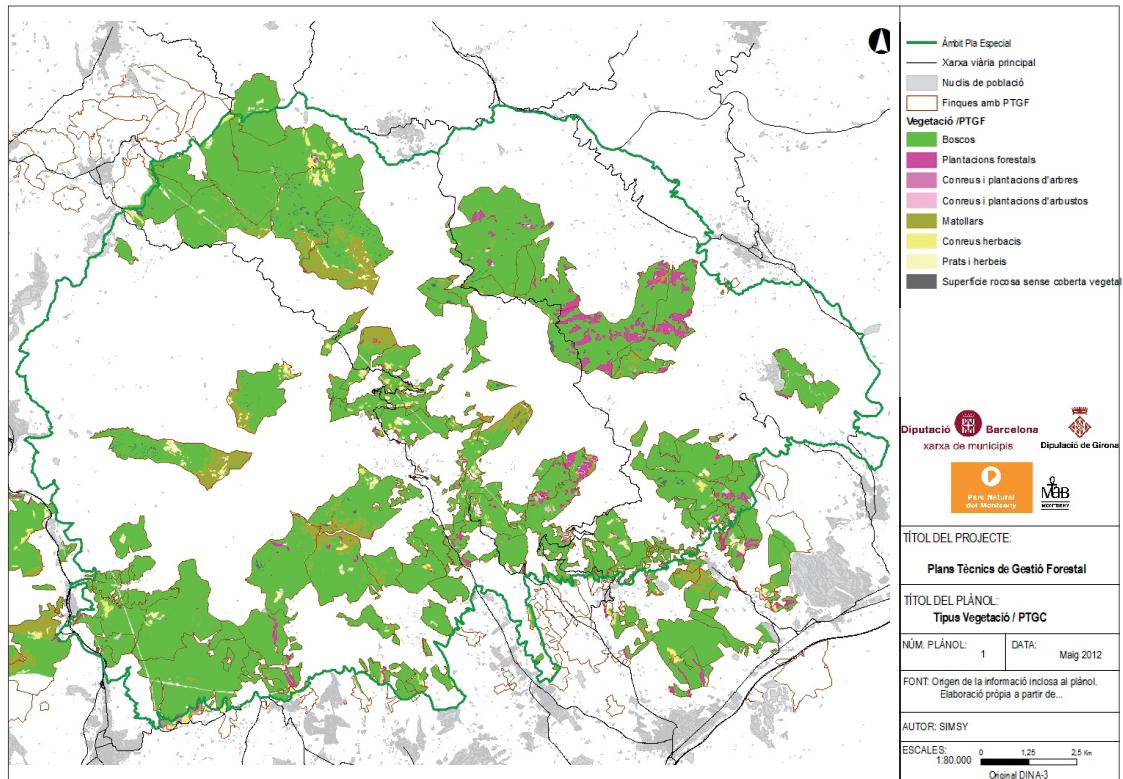 Àmbit Pla Especial
Xarxa viària principal
Nuclis de població
Finques amb PTGF
Vegetació /PTGF
Boscos
Plantacions forestals
Conreus i plantacions d'arbres
Conreus i plantacions d'arbustos
Matollars
Conreus herbacis
Prats i herbeis
Superfície rocosa sense coberta vegetal
Diputació Barcelona
xarxa de municipis
Diputació de Girona
Parc Natural
del Montseny
MaB
MONTSENY
TÍTOL DEL PROJECTE:
Plans Tècnics de Gestió Forestal
TÍTOL DEL PLÀNOL:
Tipus Vegetació / PTGC
NÚM. PLÀNOL: 1
DATA: Maig 2012
FONT: Origen de la informació inclosa al plànol.
Elaboració pròpia a partir de...
AUTOR: SIMSY
ESCALES:
1:80.000
0 1,25 2,5 Km
Original DINA-3